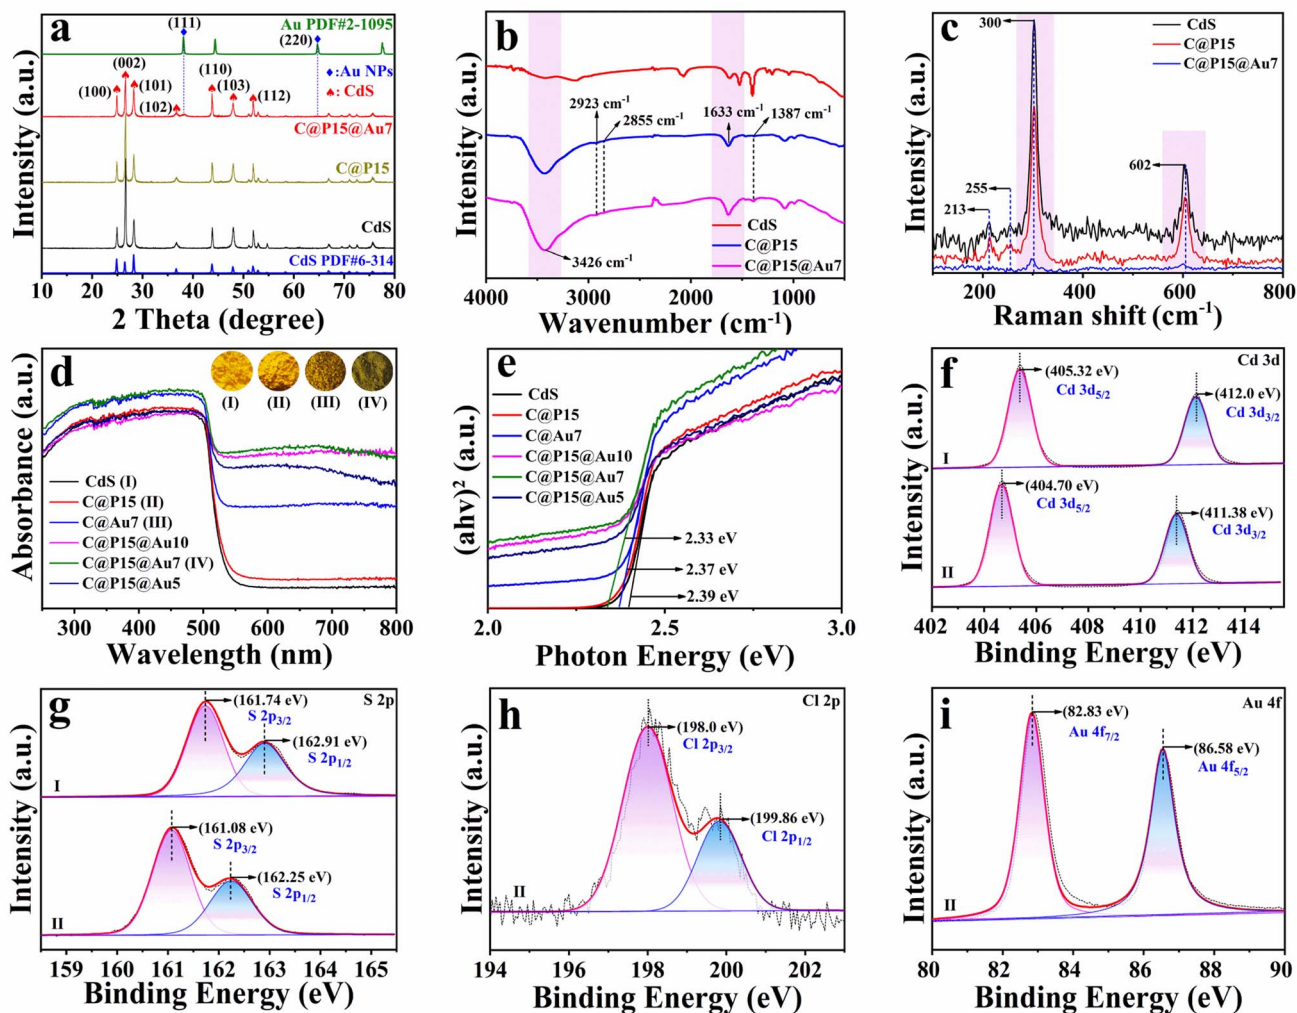 a
Au PDF#2-1095
(111)
(220)
♦:Au NPs
♠: CdS
(002)
(100)
(101)
(102)
(110)
(103)
(112)
C@P15@Au7
C@P15
CdS
CdS PDF#6-314
Intensity (a.u.)
10 20 30 40 50 60 70 80
2 Theta (degree)
b
2923 cm-1
2855 cm-1
1633 cm-1
1387 cm-1
3426 cm-1
CdS
C@P15
C@P15@Au7
Intensity (a.u.)
4000 3000 2000 1000
Wavenumber (cm-1)
c
300
255
213
602
CdS
C@P15
C@P15@Au7
Intensity (a.u.)
200 400 600 800
Raman shift (cm-1)
d
(I) (II) (III) (IV)
CdS (I)
C@P15 (II)
C@Au7 (III)
C@P15@Au10
C@P15@Au7 (IV)
C@P15@Au5
Absorbance (a.u.)
300 400 500 600 700 800
Wavelength (nm)
e
CdS
C@P15
C@Au7
C@P15@Au10
C@P15@Au7
C@P15@Au5
2.33 eV
2.37 eV
2.39 eV
(ahv)2 (a.u.)
2.0 2.5 3.0
Photon Energy (eV)
f
Cd 3d
(405.32 eV)
Cd 3d5/2
(412.0 eV)
Cd 3d3/2
I
(404.70 eV)
Cd 3d5/2
(411.38 eV)
Cd 3d3/2
II
Intensity (a.u.)
402 404 406 408 410 412 414
Binding Energy (eV)
g
S 2p
(161.74 eV)
S 2p3/2
(162.91 eV)
S 2p1/2
I
(161.08 eV)
S 2p3/2
(162.25 eV)
S 2p1/2
II
Intensity (a.u.)
159 160 161 162 163 164 165
Binding Energy (eV)
h
Cl 2p
(198.0 eV)
Cl 2p3/2
(199.86 eV)
Cl 2p1/2
II
Intensity (a.u.)
194 196 198 200 202
Binding Energy (eV)
i
Au 4f
(82.83 eV)
Au 4f7/2
(86.58 eV)
Au 4f5/2
II
Intensity (a.u.)
80 82 84 86 88 90
Binding Energy (eV)